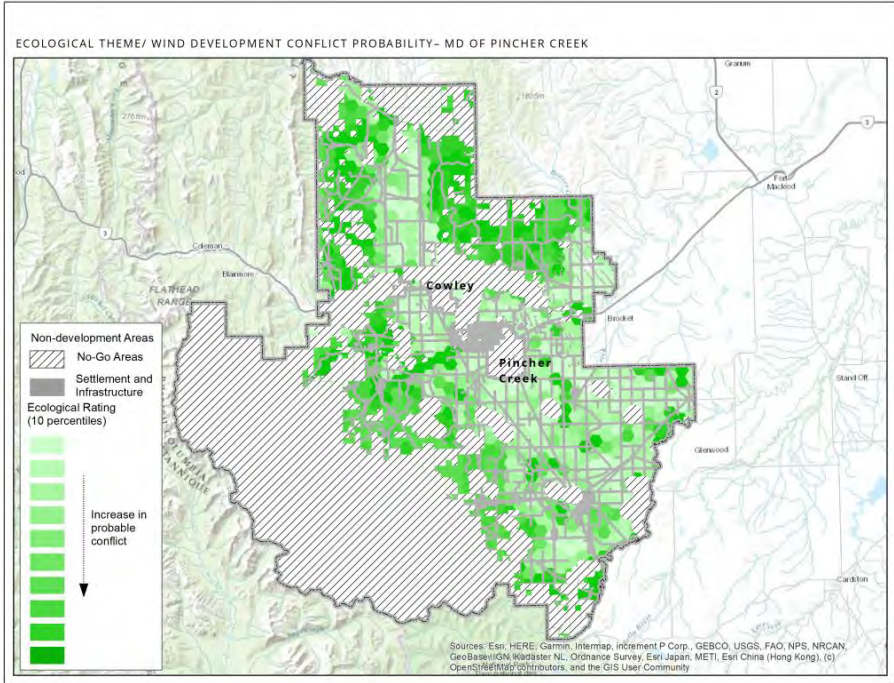 ECOLOGICAL THEME/ WIND DEVELOPMENT CONFLICT PROBABILITY– MD OF PINCHER CREEK
Granum
2
3
Fort
Macleod
3
Coleman
Blairmore
FLATHEAD
RANGE
Cowley
Brocket
Pincher
Creek
Stand Off
Glenwood
Cardston
Non-development Areas
No-Go Areas
Settlement and
Infrastructure
Ecological Rating
(10 percentiles)
Increase in
probable
conflict
Sources: Esri, HERE, Garmin, Intermap, increment P Corp., GEBCO, USGS, FAO, NPS, NRCAN,
GeoBase, IGN, Kadaster NL, Ordnance Survey, Esri Japan, METI, Esri China (Hong Kong), (c)
OpenStreetMap contributors, and the GIS User Community